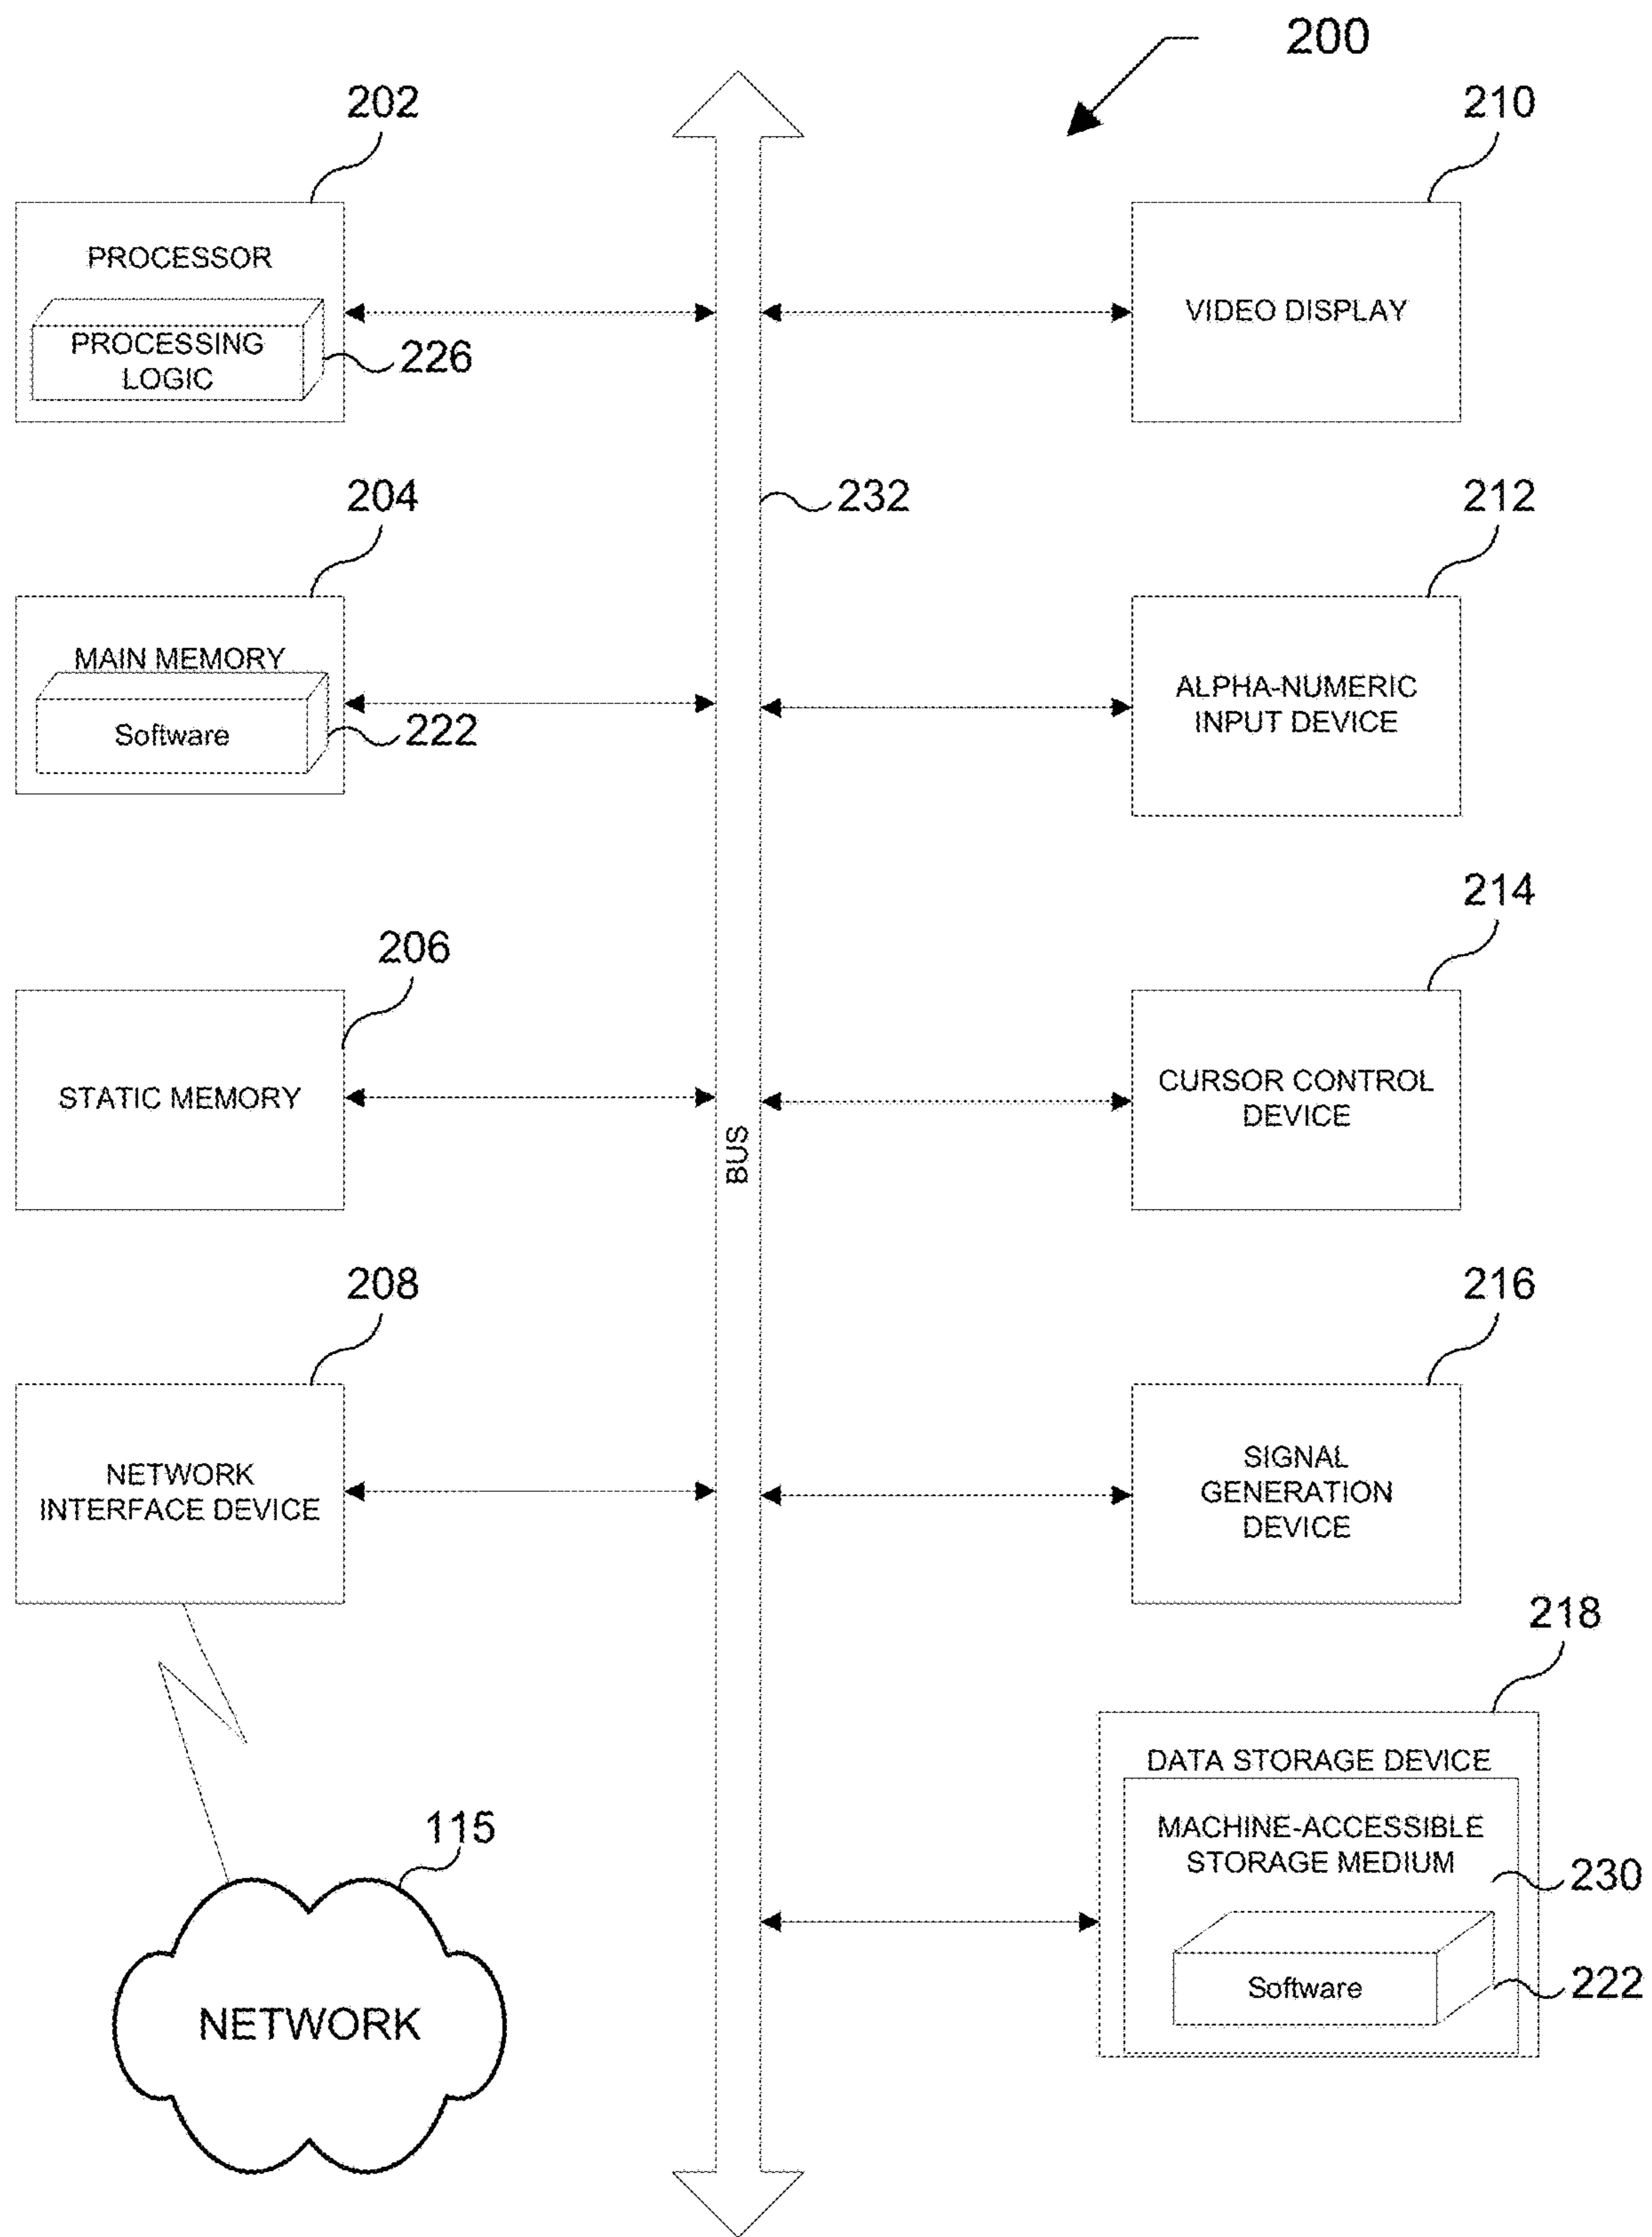 200
202
210
PROCESSOR
PROCESSING
LOGIC
226
VIDEO DISPLAY
204
232
212
MAIN MEMORY
Software
222
ALPHA-NUMERIC
INPUT DEVICE
206
214
STATIC MEMORY
BUS
CURSOR CONTROL
DEVICE
208
216
NETWORK
INTERFACE DEVICE
SIGNAL
GENERATION
DEVICE
218
DATA STORAGE DEVICE
MACHINE-ACCESSIBLE
STORAGE MEDIUM
230
Software
222
115
NETWORK